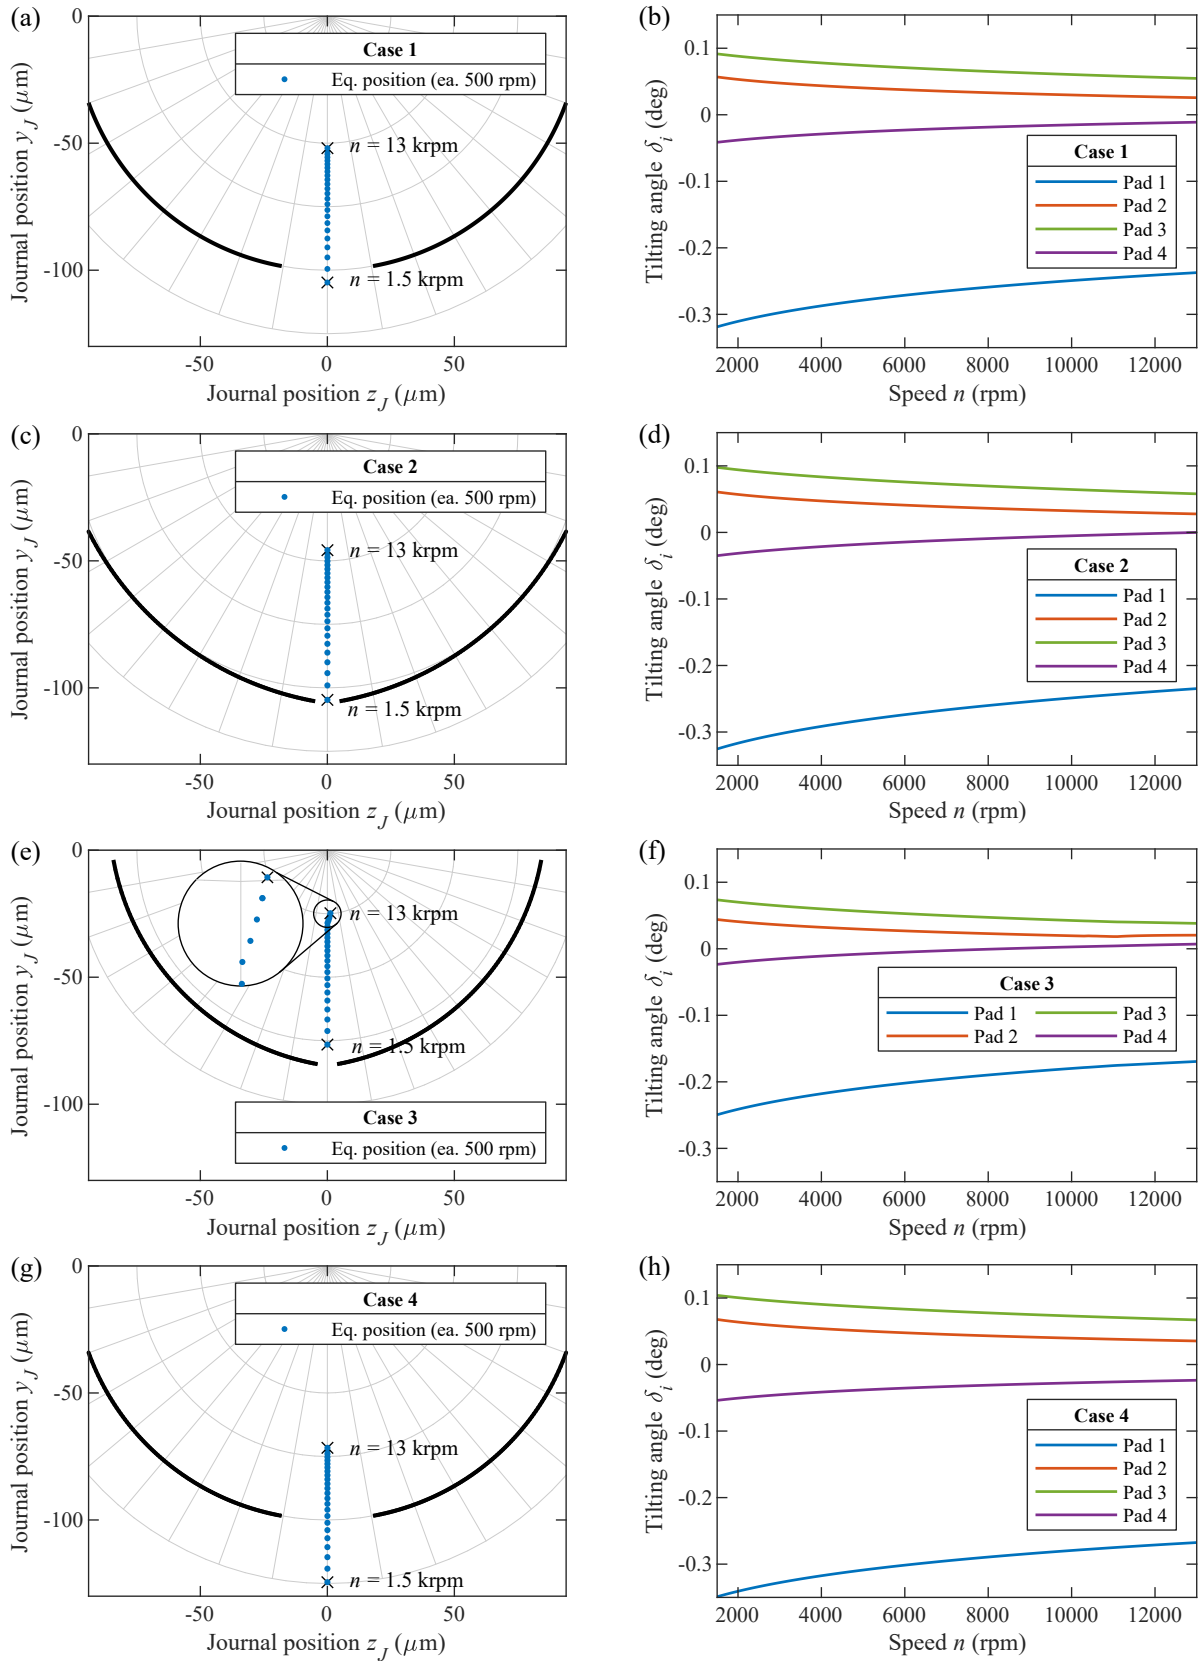 (a)
Journal position y_J (μm)
0
-50
-100
Case 1
Eq. position (ea. 500 rpm)
n = 13 krpm
n = 1.5 krpm
-50 0 50
Journal position z_J (μm)
(b)
Tilting angle δ_i (deg)
0.1
0
-0.1
-0.2
-0.3
Case 1
Pad 1
Pad 2
Pad 3
Pad 4
2000 4000 6000 8000 10000 12000
Speed n (rpm)
(c)
Journal position y_J (μm)
0
-50
-100
Case 2
Eq. position (ea. 500 rpm)
n = 13 krpm
n = 1.5 krpm
-50 0 50
Journal position z_J (μm)
(d)
Tilting angle δ_i (deg)
0.1
0
-0.1
-0.2
-0.3
Case 2
Pad 1
Pad 2
Pad 3
Pad 4
2000 4000 6000 8000 10000 12000
Speed n (rpm)
(e)
Journal position y_J (μm)
0
-50
-100
n = 13 krpm
n = 1.5 krpm
Case 3
Eq. position (ea. 500 rpm)
-50 0 50
Journal position z_J (μm)
(f)
Tilting angle δ_i (deg)
0.1
0
-0.1
-0.2
-0.3
Case 3
Pad 1 Pad 3
Pad 2 Pad 4
2000 4000 6000 8000 10000 12000
Speed n (rpm)
(g)
Journal position y_J (μm)
0
-50
-100
Case 4
Eq. position (ea. 500 rpm)
n = 13 krpm
n = 1.5 krpm
-50 0 50
Journal position z_J (μm)
(h)
Tilting angle δ_i (deg)
0.1
0
-0.1
-0.2
-0.3
Case 4
Pad 1
Pad 2
Pad 3
Pad 4
2000 4000 6000 8000 10000 12000
Speed n (rpm)